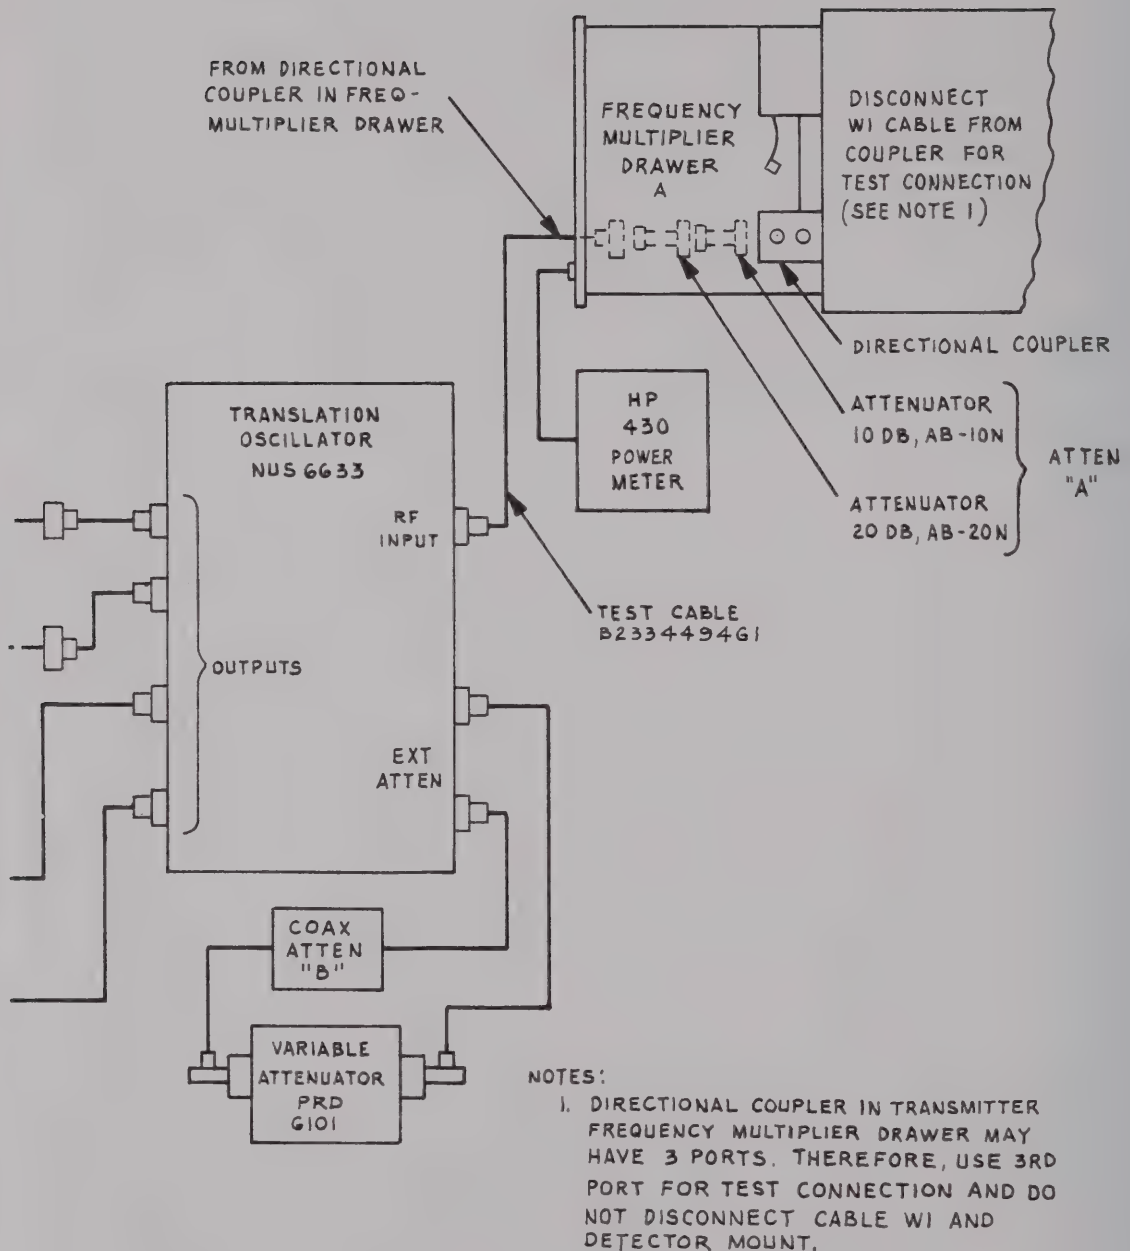 FROM DIRECTIONAL
COUPLER IN FREQ-
MULTIPLIER DRAWER
FREQUENCY
MULTIPLIER
DRAWER
A
DISCONNECT
W1 CABLE FROM
COUPLER FOR
TEST CONNECTION
(SEE NOTE 1)
DIRECTIONAL COUPLER
ATTENUATOR
10 DB, AB-10N
ATTENUATOR
20 DB, AB-20N
ATTEN
"A"
HP
430
POWER
METER
TRANSLATION
OSCILLATOR
NUS 6633
RF
INPUT
TEST CABLE
B2334494G1
OUTPUTS
EXT
ATTEN
COAX
ATTEN
"B"
VARIABLE
ATTENUATOR
PRD
6101
NOTES:
1. DIRECTIONAL COUPLER IN TRANSMITTER
FREQUENCY MULTIPLIER DRAWER MAY
HAVE 3 PORTS. THEREFORE, USE 3RD
PORT FOR TEST CONNECTION AND DO
NOT DISCONNECT CABLE W1 AND
DETECTOR MOUNT.